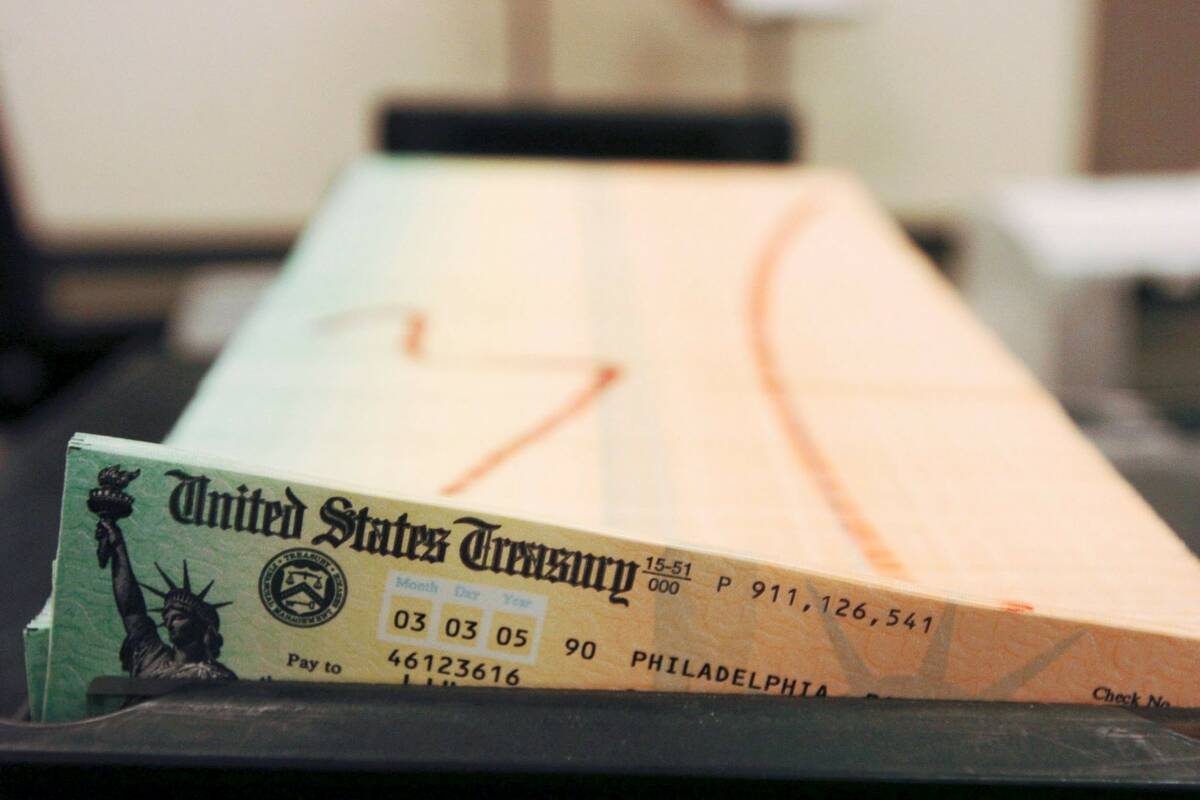 United States Treasury 15-51 000 P 911,126,541
Month Day Year
03 03 05 90 PHILADELPHIA,
Pay to 46123616
Check No.